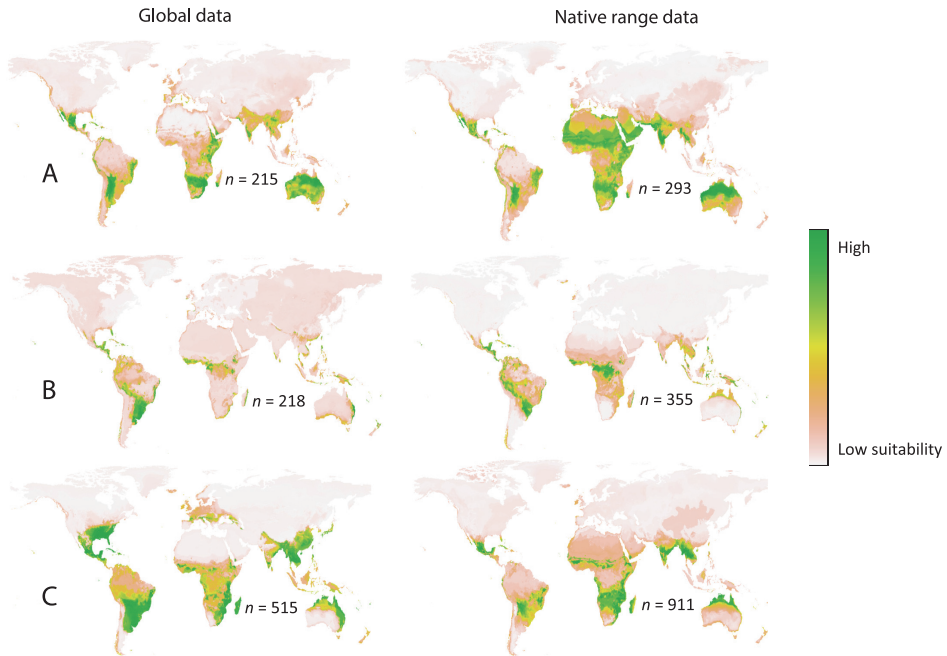 Global data
Native range data
A
n = 215
n = 293
High
B
n = 218
n = 355
Low suitability
C
n = 515
n = 911